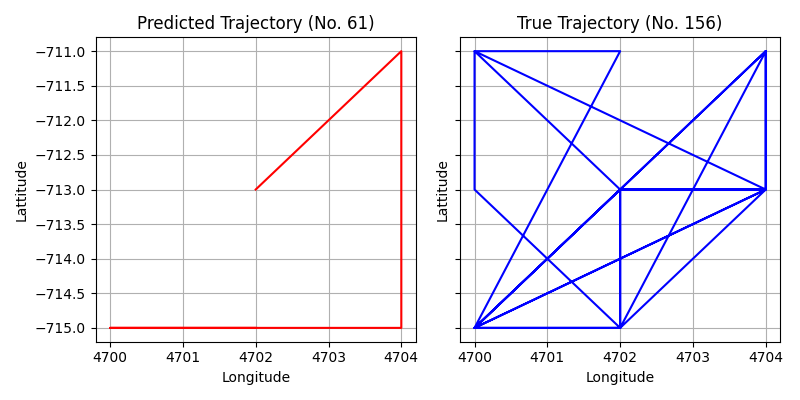 Predicted Trajectory (No. 61)
True Trajectory (No. 156)
−711.0
−711.5
−712.0
−712.5
−713.0
−713.5
−714.0
−714.5
−715.0
Lattitude
Lattitude
4700 4701 4702 4703 4704
4700 4701 4702 4703 4704
Longitude
Longitude